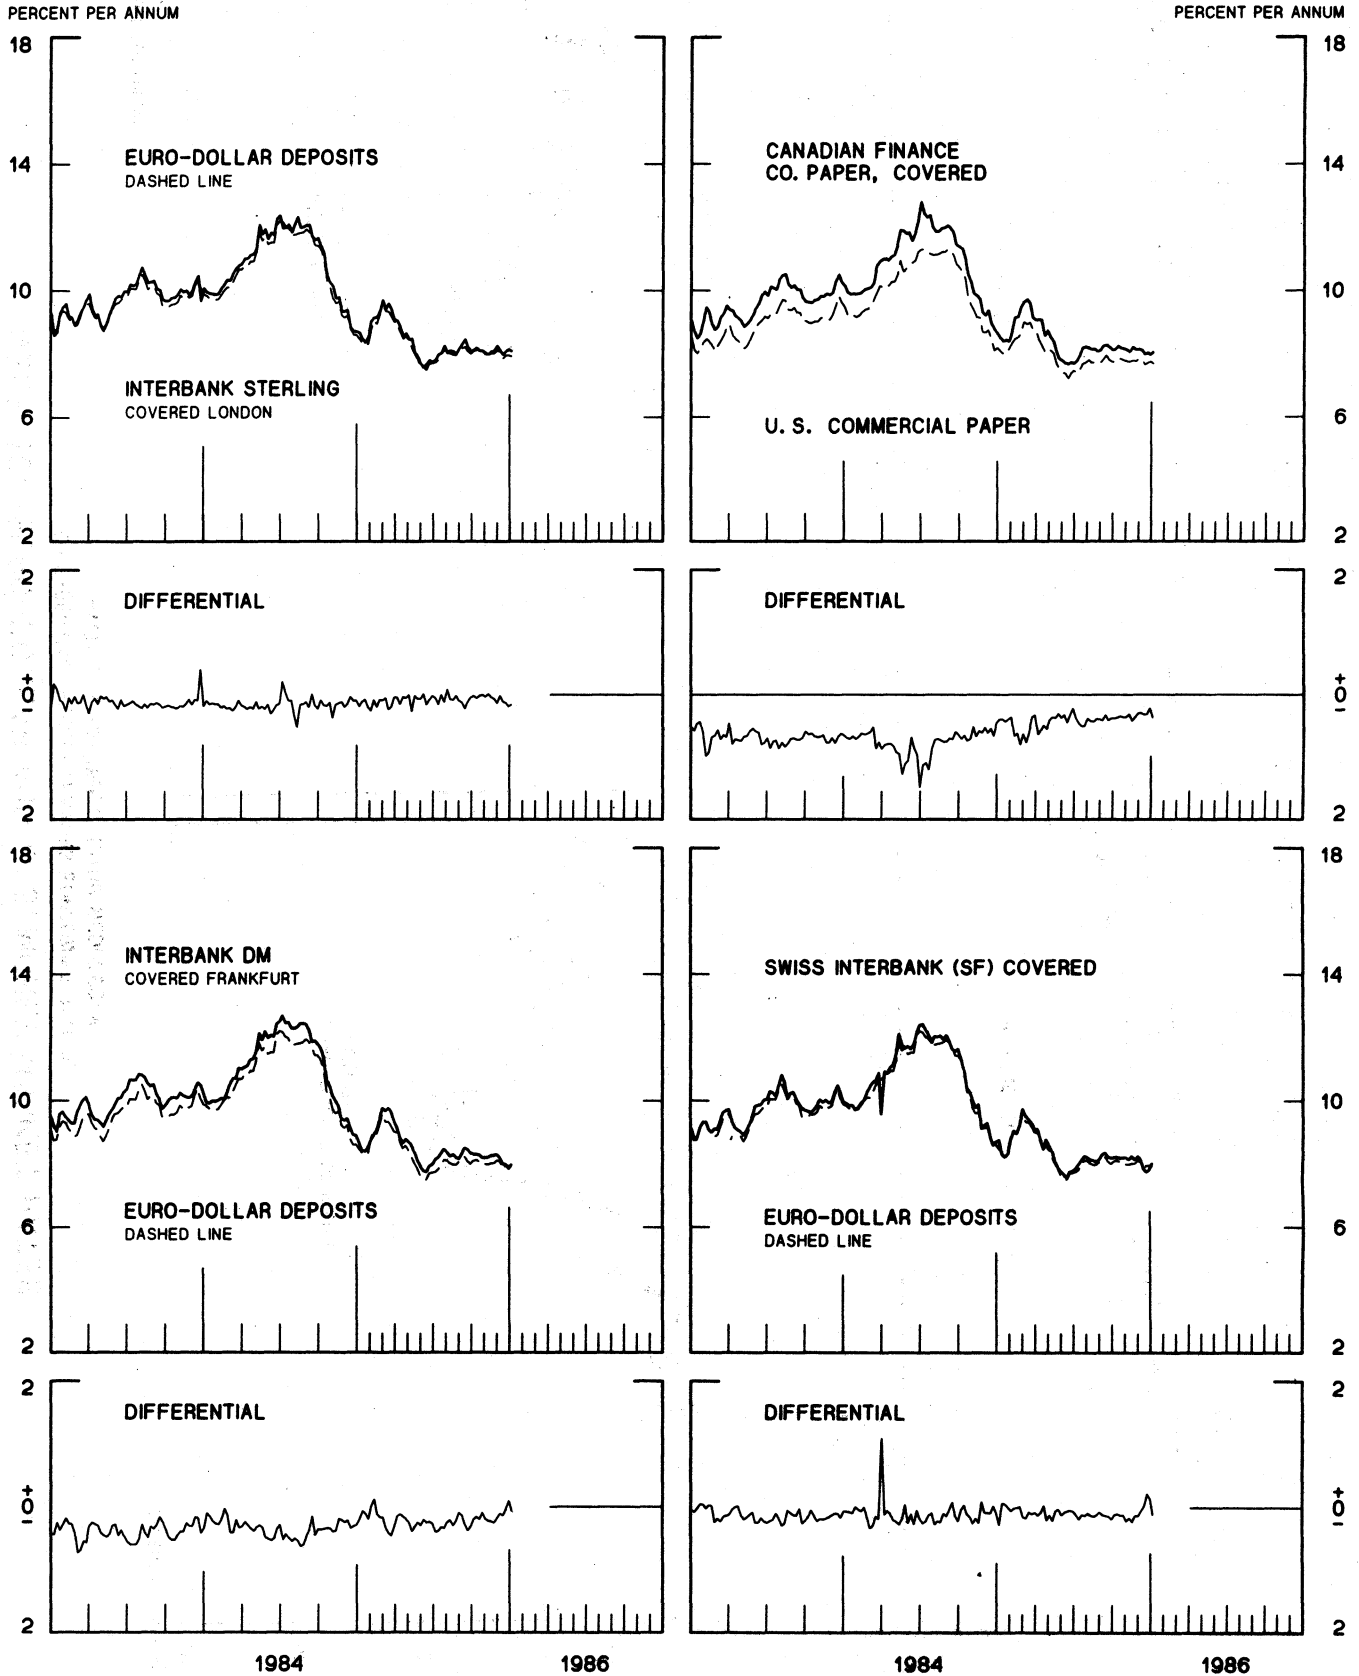 PERCENT PER ANNUM
PERCENT PER ANNUM
18
EURO-DOLLAR DEPOSITS
DASHED LINE
14
10
INTERBANK STERLING
COVERED LONDON
6
2
18
CANADIAN FINANCE
CO. PAPER, COVERED
14
10
U. S. COMMERCIAL PAPER
6
2
2
DIFFERENTIAL
+
0
−
2
2
DIFFERENTIAL
+
0
−
2
18
INTERBANK DM
COVERED FRANKFURT
14
10
EURO-DOLLAR DEPOSITS
DASHED LINE
6
2
18
SWISS INTERBANK (SF) COVERED
14
10
EURO-DOLLAR DEPOSITS
DASHED LINE
6
2
2
DIFFERENTIAL
+
0
−
2
2
DIFFERENTIAL
+
0
−
2
1984 1986
1984 1986